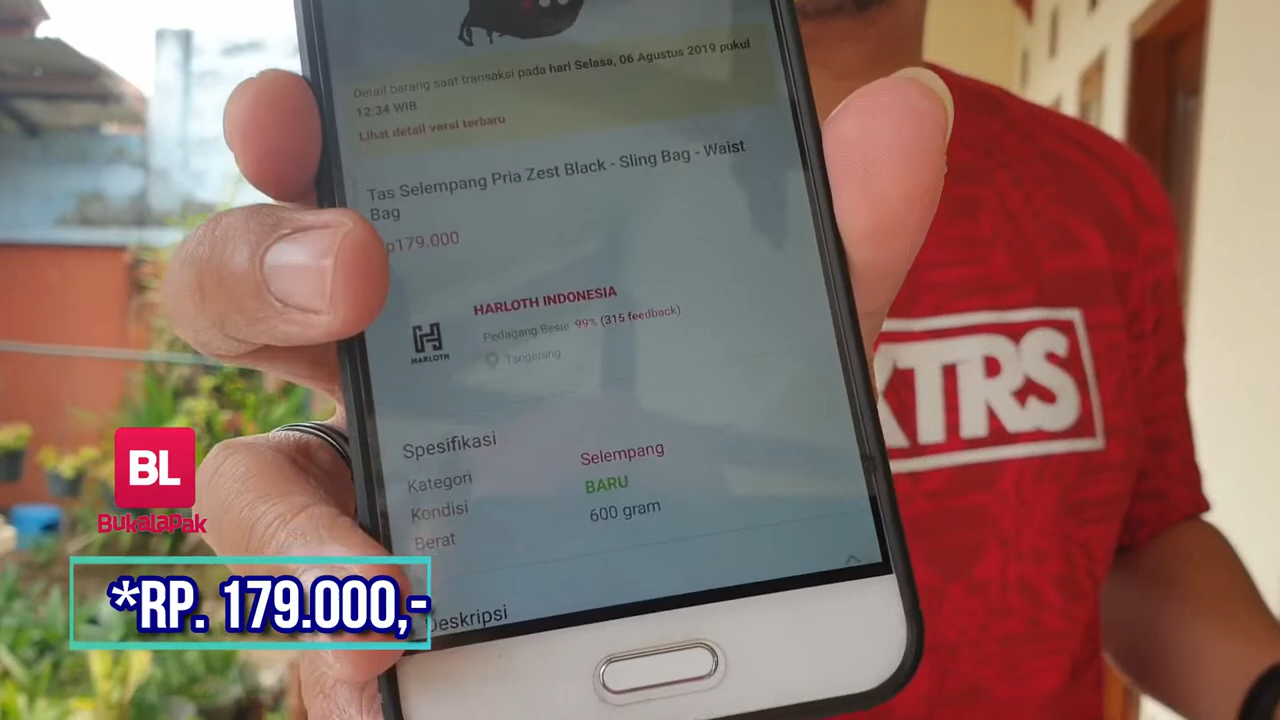 Detail barang saat transaksi pada hari Selasa, 06 Agustus 2019 pukul
12:34 WIB
Lihat detail versi terbaru
Tas Selempang Pria Zest Black - Sling Bag - Waist
Bag
p179.000
HARLOTH INDONESIA
Pedagang Besar 99% (315 feedback)
Tangerang
HARLOTH
Spesifikasi
Kategori Selempang
Kondisi BARU
Berat 600 gram
Deskripsi
XTRS
BL
BukalaPak
*RP. 179.000,-